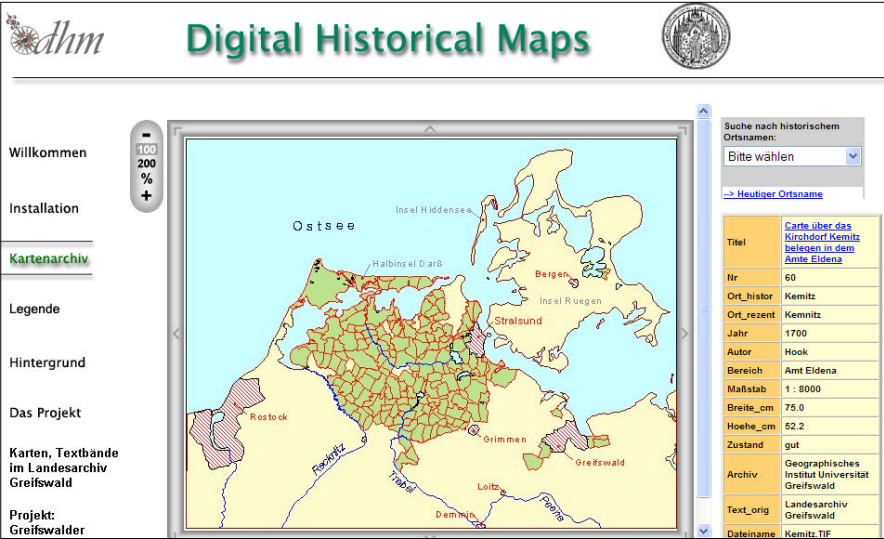 dhm
Digital Historical Maps
Willkommen
Installation
Kartenarchiv
Legende
Hintergrund
Das Projekt
Karten, Textbände
im Landesarchiv
Greifswald
Projekt:
Greifswalder
-
100
200
%
+
Ostsee
Insel Hiddensee
Halbinsel Darß
Bergen
Insel Ruegen
Stralsund
Rostock
Grimmen
Greifswald
Recknitz
Trebel
Loitz
Peene
Demmin
Suche nach historischem
Ortsnamen:
Bitte wählen
--> Heutiger Ortsname
Titel
Carte über das
Kirchdorf Kemitz
belegen in dem
Amte Eldena
Nr 60
Ort_histor Kemitz
Ort_rezent Kemnitz
Jahr 1700
Autor Hook
Bereich Amt Eldena
Maßstab 1 : 8000
Breite_cm 75.0
Hoehe_cm 52.2
Zustand gut
Archiv
Geographisches
Institut Universität
Greifswald
Text_orig
Landesarchiv
Greifswald
Dateiname Kemitz.TIF